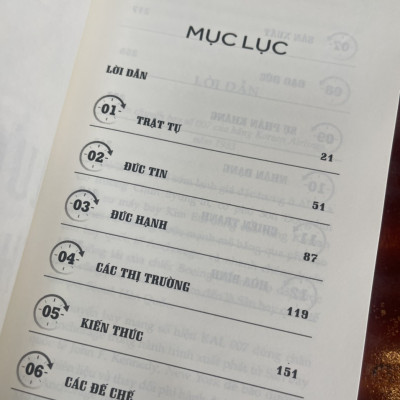 MỤC LỤC
LỜI DẪN
01 TRẬT TỰ 21
02 ĐỨC TIN 51
03 ĐỨC HẠNH 87
04 CÁC THỊ TRƯỜNG 119
05 KIẾN THỨC 151
06 CÁC ĐẾ CHẾ